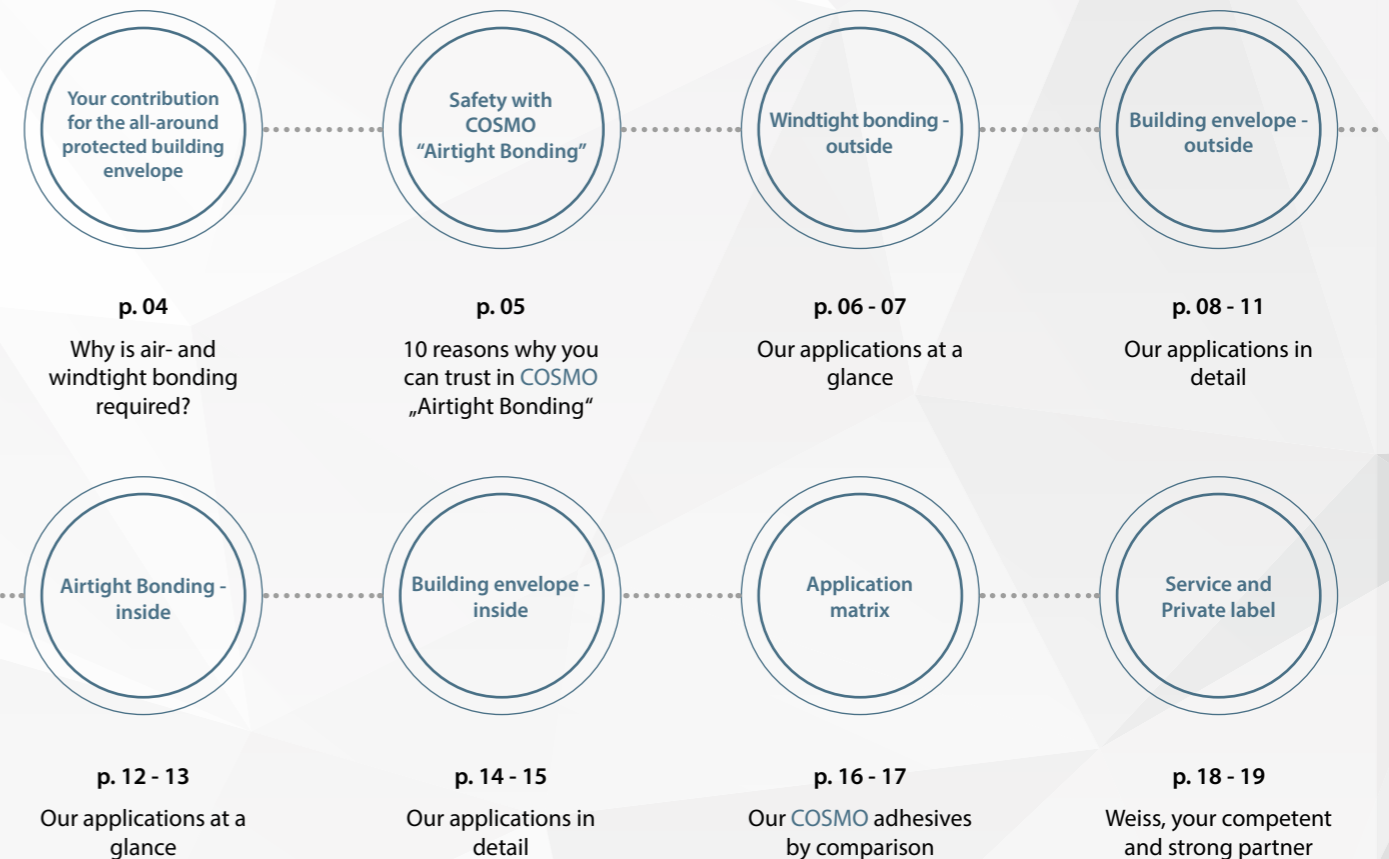 Your contribution
for the all-around
protected building
envelope
p. 04
Why is air- and
windtight bonding
required?
Safety with
COSMO
“Airtight Bonding”
p. 05
10 reasons why you
can trust in COSMO
„Airtight Bonding“
Windtight bonding -
outside
p. 06 - 07
Our applications at a
glance
Building envelope -
outside
p. 08 - 11
Our applications in
detail
Airtight Bonding -
inside
p. 12 - 13
Our applications at a
glance
Building envelope -
inside
p. 14 - 15
Our applications in
detail
Application
matrix
p. 16 - 17
Our COSMO adhesives
by comparison
Service and
Private label
p. 18 - 19
Weiss, your competent
and strong partner